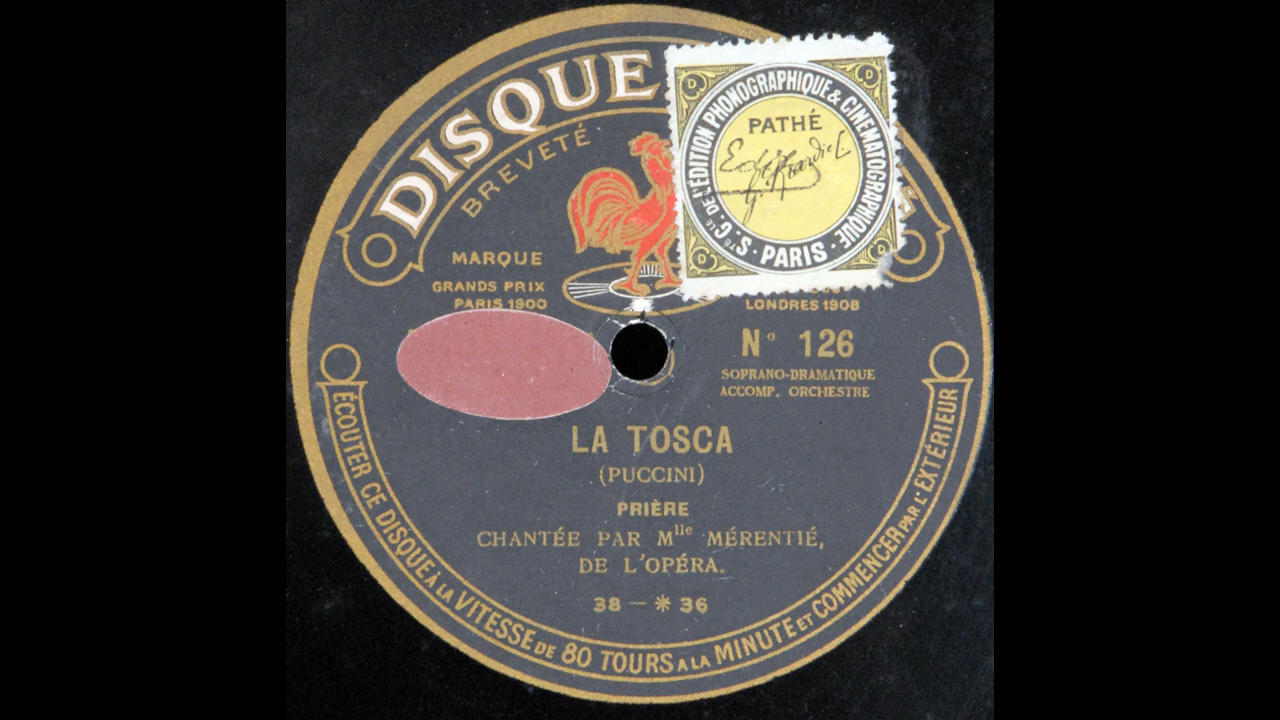 DISQUE
BREVETÉ
MARQUE
GRANDS PRIX
PARIS 1900
LONDRES 1908
Nº 126
SOPRANO-DRAMATIQUE
ACCOMP. ORCHESTRE
LA TOSCA
(PUCCINI)
PRIÈRE
CHANTÉE PAR Mlle MÉRENTIÉ,
DE L'OPÉRA.
38 — * 36
ÉCOUTER CE DISQUE À LA VITESSE DE 80 TOURS A LA MINUTE ET COMMENCER PAR L'EXTÉRIEUR
D D
Sté Gle DE L'ÉDITION PHONOGRAPHIQUE & CINÉMATOGRAPHIQUE
PATHÉ
· PARIS ·
D D